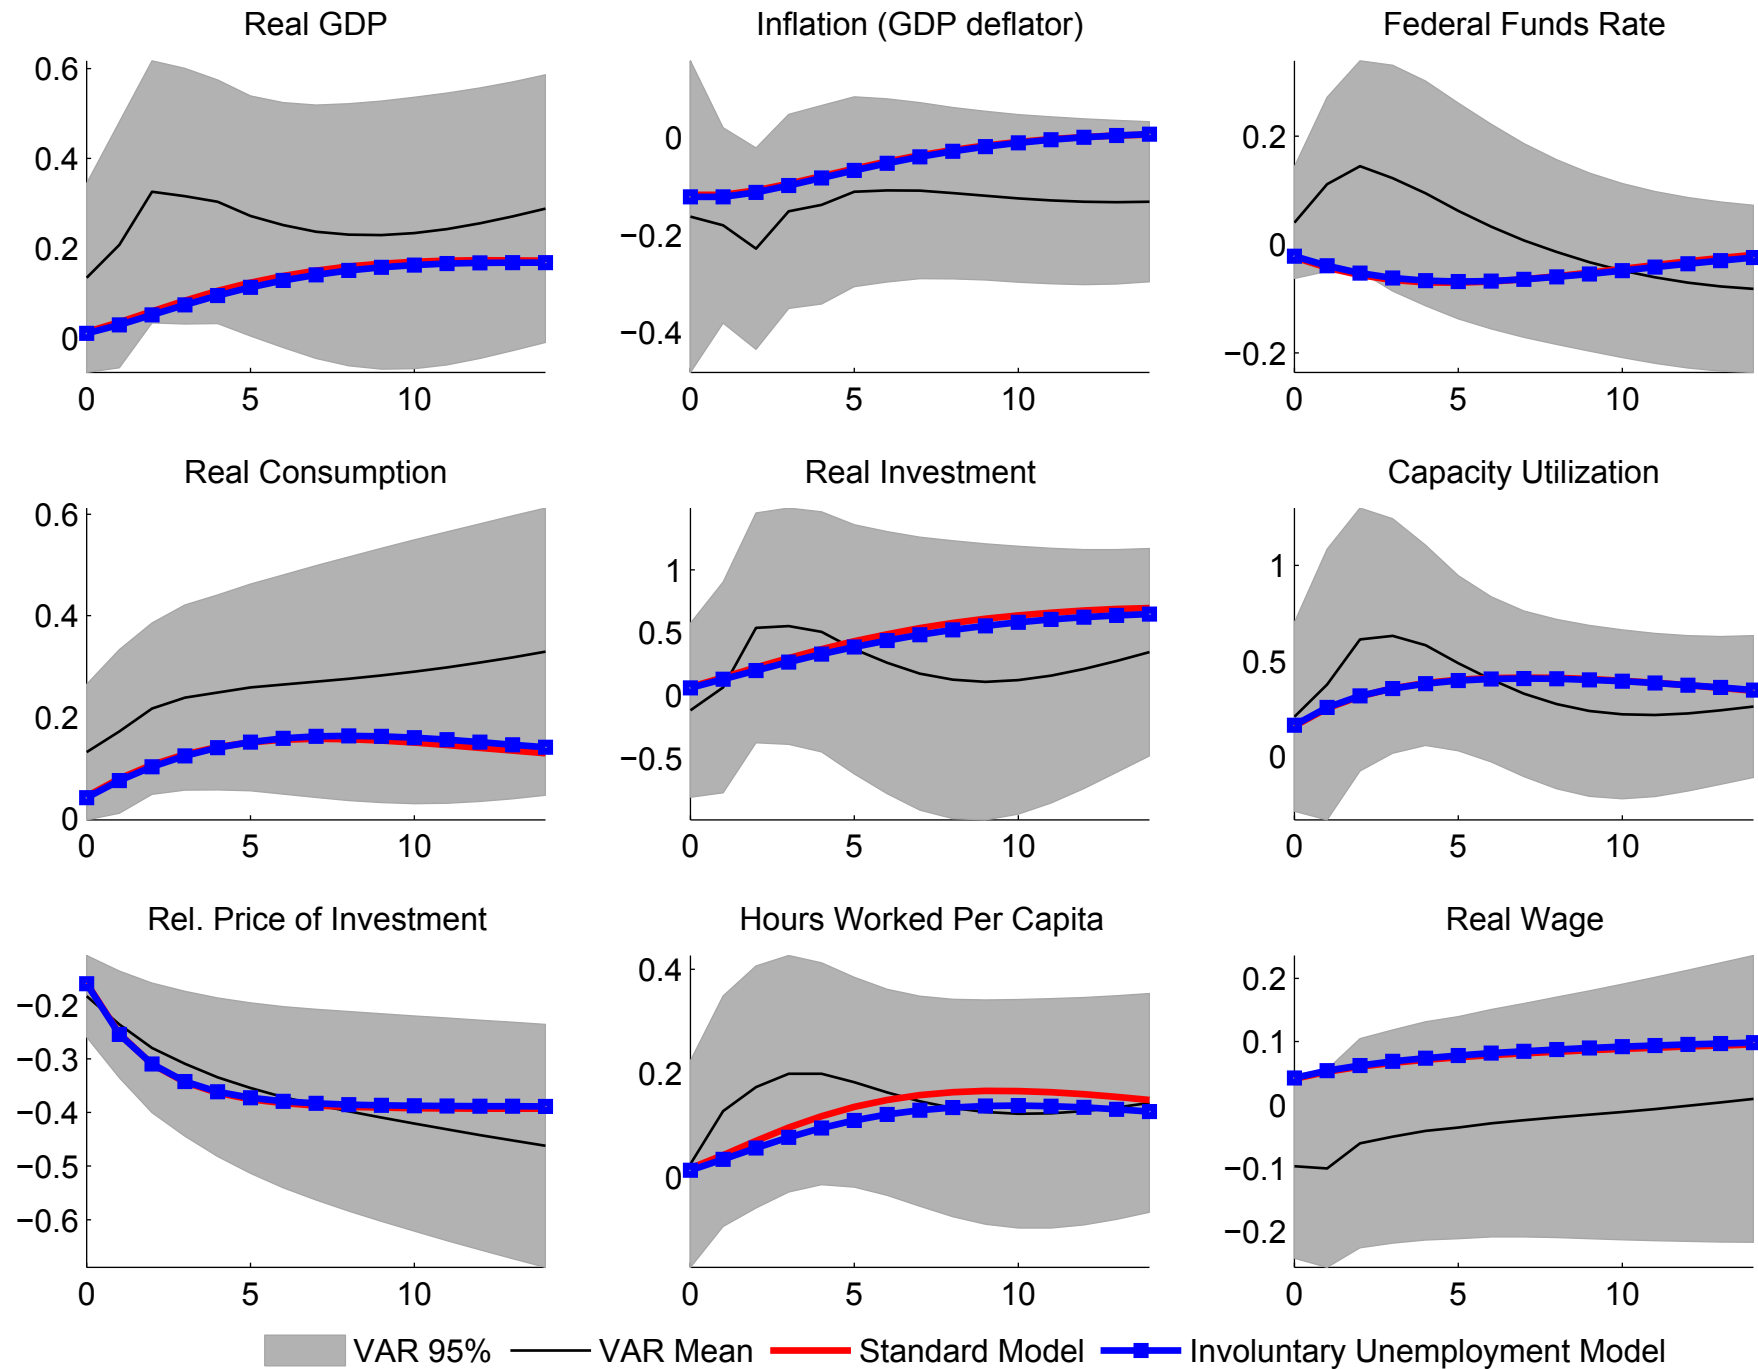 Real GDP
Inflation (GDP deflator)
Federal Funds Rate
0.6
0.4
0.2
0
0 5 10
0
−0.2
−0.4
0 5 10
0.2
0
−0.2
0 5 10
Real Consumption
Real Investment
Capacity Utilization
0.6
0.4
0.2
0
0 5 10
1
0.5
0
−0.5
0 5 10
1
0.5
0
0 5 10
Rel. Price of Investment
Hours Worked Per Capita
Real Wage
−0.2
−0.3
−0.4
−0.5
−0.6
0 5 10
0.4
0.2
0
0 5 10
0.2
0.1
0
−0.1
−0.2
0 5 10
VAR 95% VAR Mean Standard Model Involuntary Unemployment Model